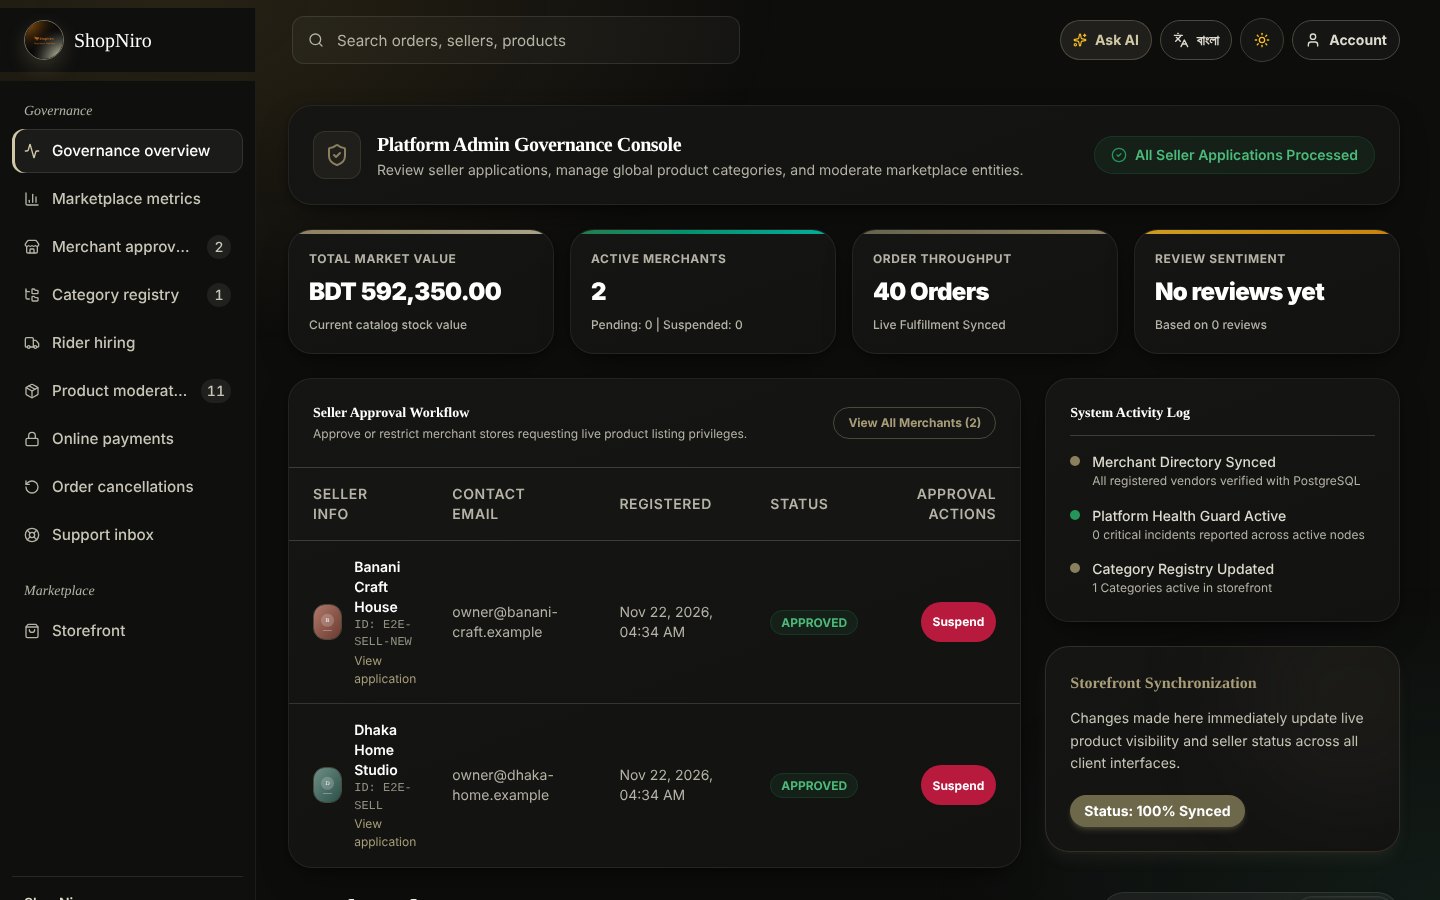 ShopNiro
Search orders, sellers, products
Ask AI
বাংলা
Account
Governance
Governance overview
Marketplace metrics
Merchant approv... 2
Category registry 1
Rider hiring
Product moderat... 11
Online payments
Order cancellations
Support inbox
Marketplace
Storefront
Platform Admin Governance Console
Review seller applications, manage global product categories, and moderate marketplace entities.
All Seller Applications Processed
TOTAL MARKET VALUE
BDT 592,350.00
Current catalog stock value
ACTIVE MERCHANTS
2
Pending: 0 | Suspended: 0
ORDER THROUGHPUT
40 Orders
Live Fulfillment Synced
REVIEW SENTIMENT
No reviews yet
Based on 0 reviews
Seller Approval Workflow
Approve or restrict merchant stores requesting live product listing privileges.
View All Merchants (2)
SELLER
INFO
CONTACT
EMAIL
REGISTERED
STATUS
APPROVAL
ACTIONS
Banani
Craft
House
ID: E2E-
SELL-NEW
View
application
owner@banani-
craft.example
Nov 22, 2026,
04:34 AM
APPROVED
Suspend
Dhaka
Home
Studio
ID: E2E-
SELL
View
application
owner@dhaka-
home.example
Nov 22, 2026,
04:34 AM
APPROVED
Suspend
System Activity Log
Merchant Directory Synced
All registered vendors verified with PostgreSQL
Platform Health Guard Active
0 critical incidents reported across active nodes
Category Registry Updated
1 Categories active in storefront
Storefront Synchronization
Changes made here immediately update live
product visibility and seller status across all
client interfaces.
Status: 100% Synced